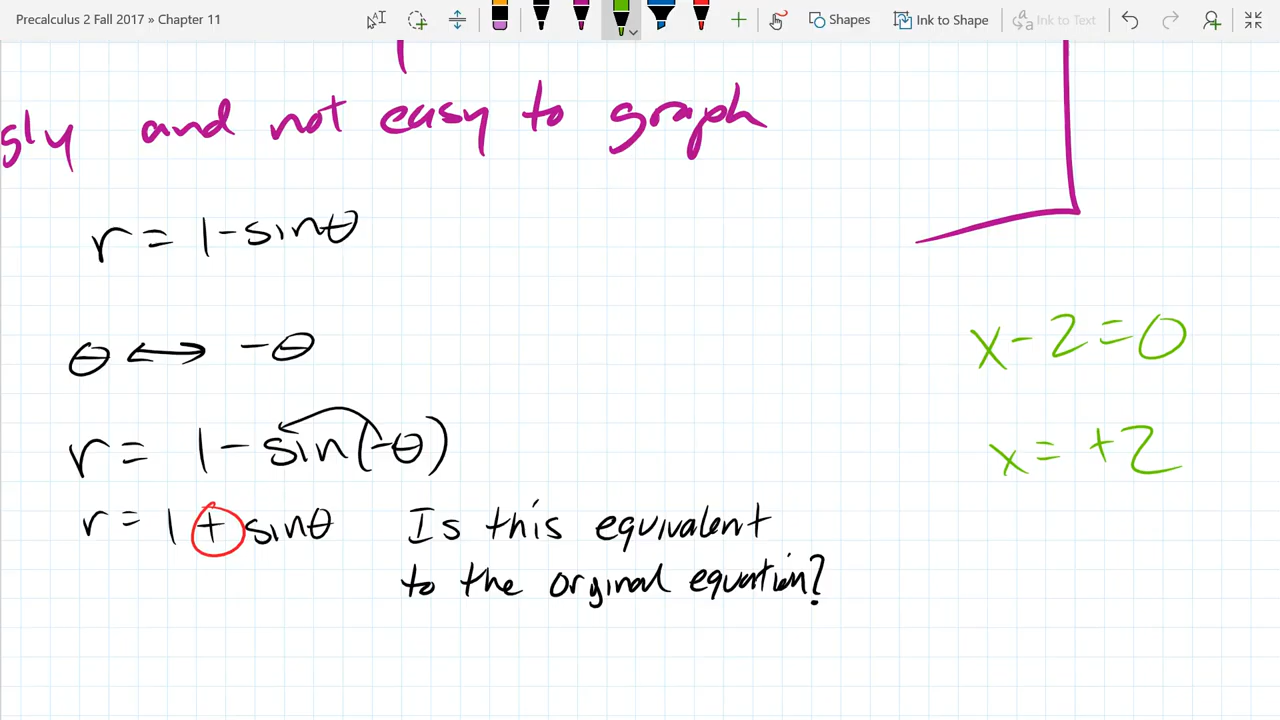 Precalculus 2 Fall 2017 » Chapter 11
Shapes
Ink to Shape
Ink to Text
gly and not easy to graph
r = 1 - sinθ
θ ↔ -θ
r = 1 - sin(-θ)
r = 1 + sinθ
Is this equivalent
to the orginal equation?
x - 2 = 0
x = +2